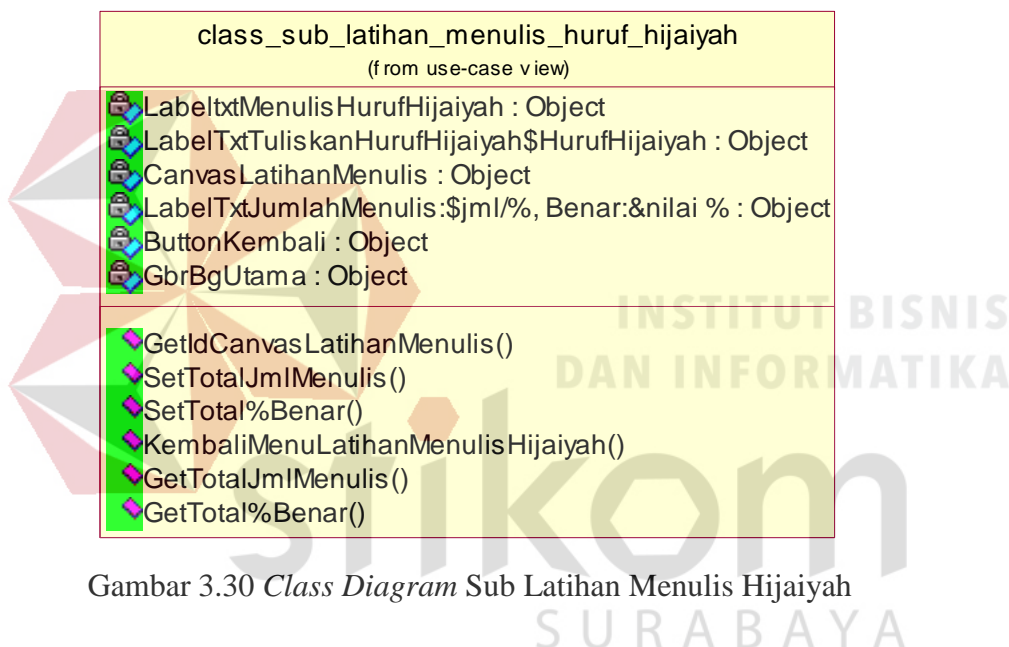 class_sub_latihan_menulis_huruf_hijaiyah
(from use-case view)
LabeltxtMenulisHurufHijaiyah : Object
LabelTxtTuliskanHurufHijaiyah$HurufHijaiyah : Object
CanvasLatihanMenulis : Object
LabelTxtJumlahMenulis:$jml/%, Benar:&nilai % : Object
ButtonKembali : Object
GbrBgUtama : Object
GetIdCanvasLatihanMenulis()
SetTotalJmlMenulis()
SetTotal%Benar()
KembaliMenuLatihanMenulisHijaiyah()
GetTotalJmlMenulis()
GetTotal%Benar()
INSTITUT BISNIS
DAN INFORMATIKA
stikom
SURABAYA
Gambar 3.30 Class Diagram Sub Latihan Menulis Hijaiyah